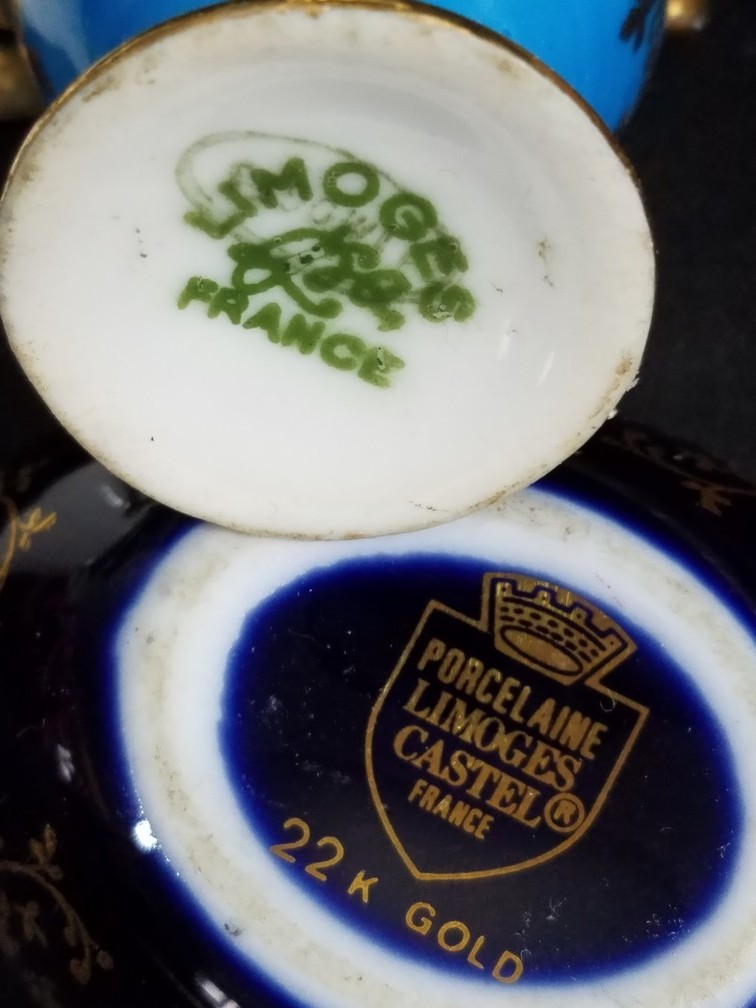 LIMOGES
FRANCE
PORCELAINE
LIMOGES
CASTEL®
FRANCE
22 K GOLD